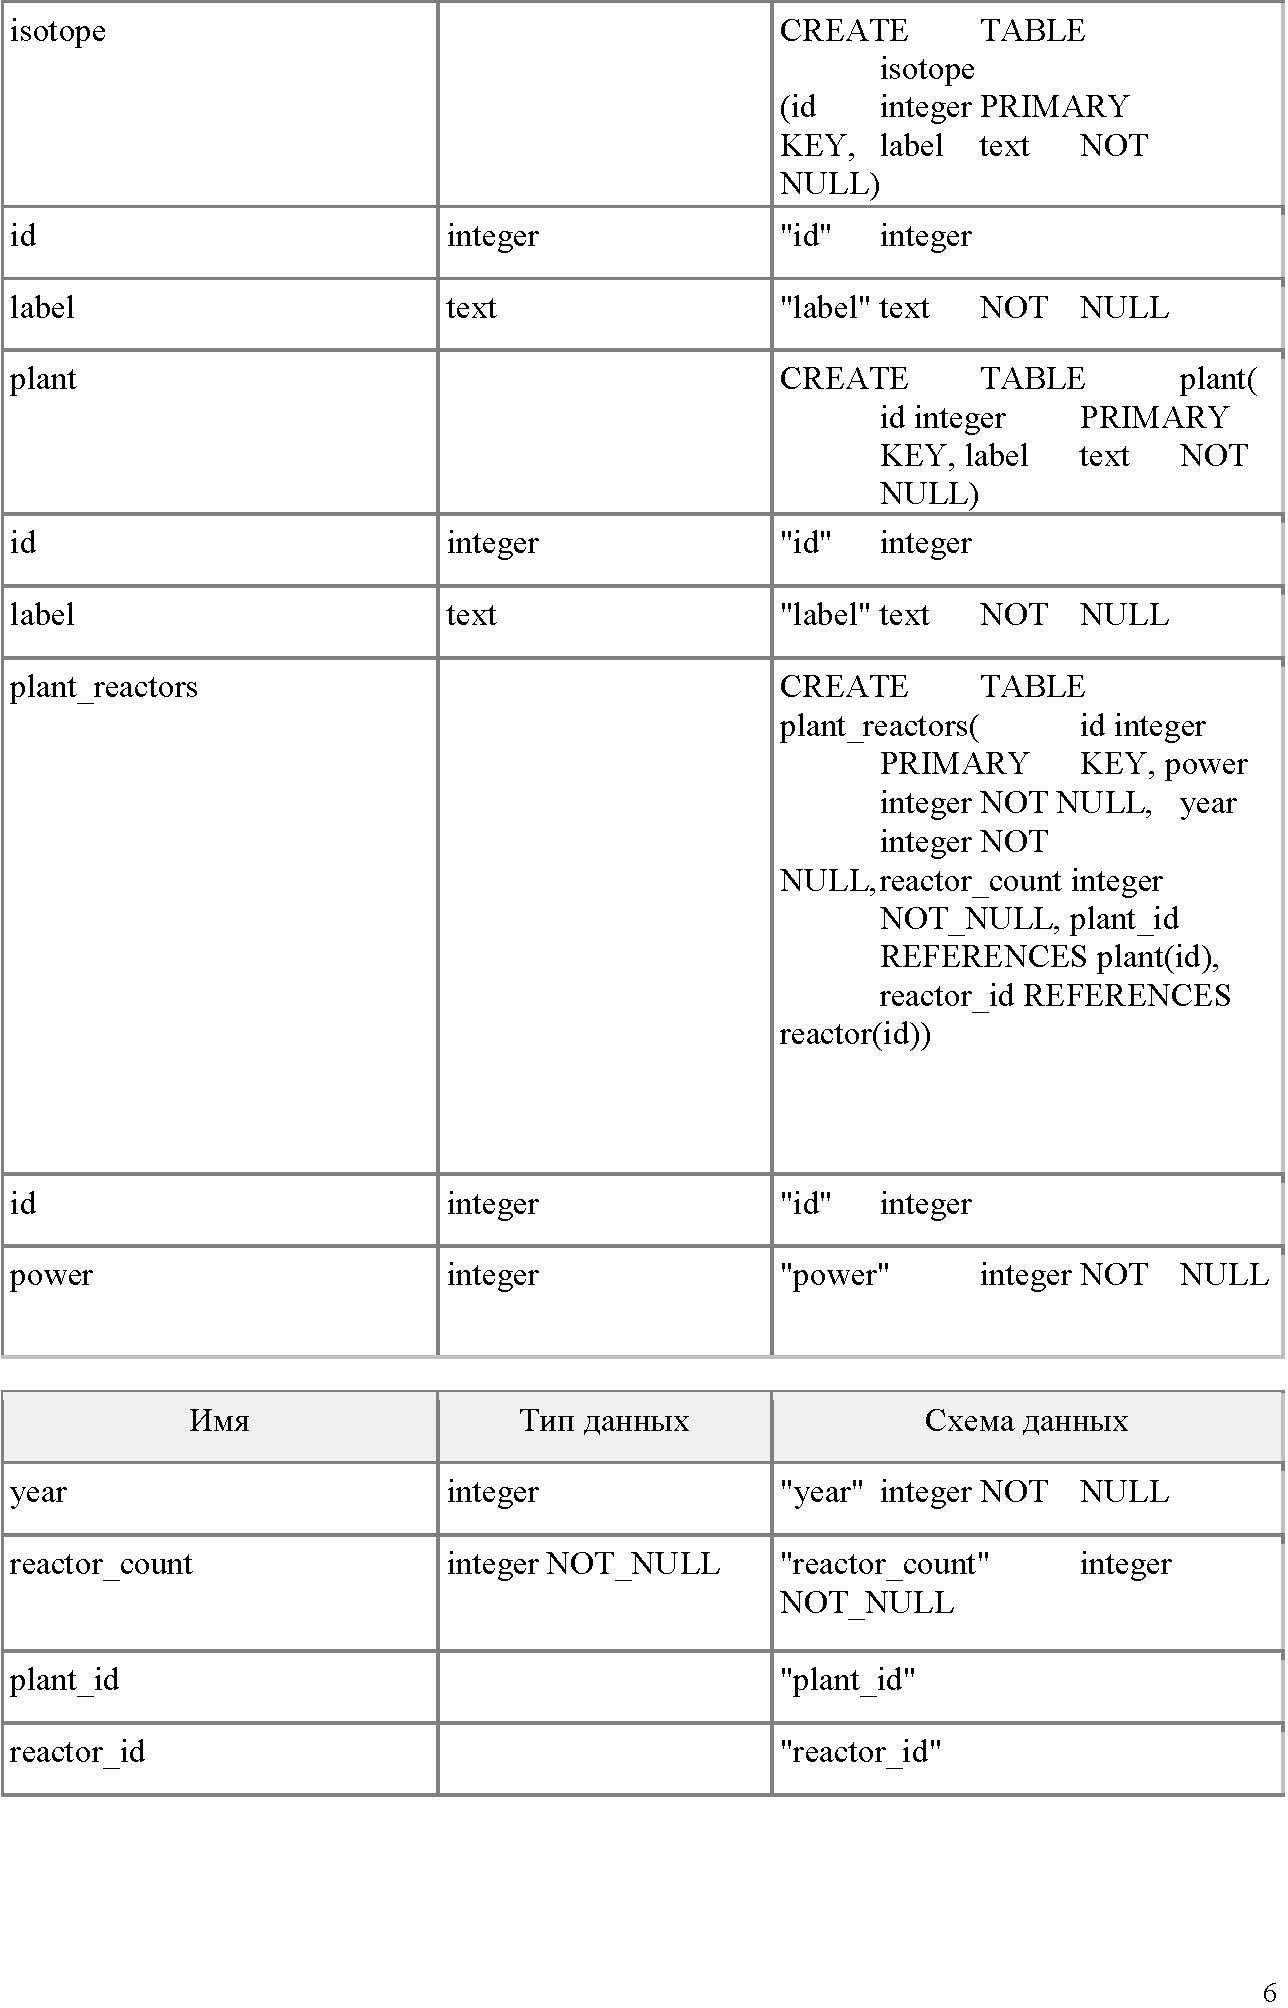 isotope CREATE TABLE
isotope
(id integer PRIMARY
KEY, label text NOT
NULL)
id integer "id" integer
label text "label" text NOT NULL
plant CREATE TABLE plant(
id integer PRIMARY
KEY, label text NOT
NULL)
id integer "id" integer
label text "label" text NOT NULL
plant_reactors CREATE TABLE
plant_reactors( id integer
PRIMARY KEY, power
integer NOT NULL, year
integer NOT
NULL, reactor_count integer
NOT_NULL, plant_id
REFERENCES plant(id),
reactor_id REFERENCES
reactor(id))
id integer "id" integer
power integer "power" integer NOT NULL
Имя Тип данных Схема данных
year integer "year" integer NOT NULL
reactor_count integer NOT_NULL "reactor_count" integer
NOT_NULL
plant_id "plant_id"
reactor_id "reactor_id"
6